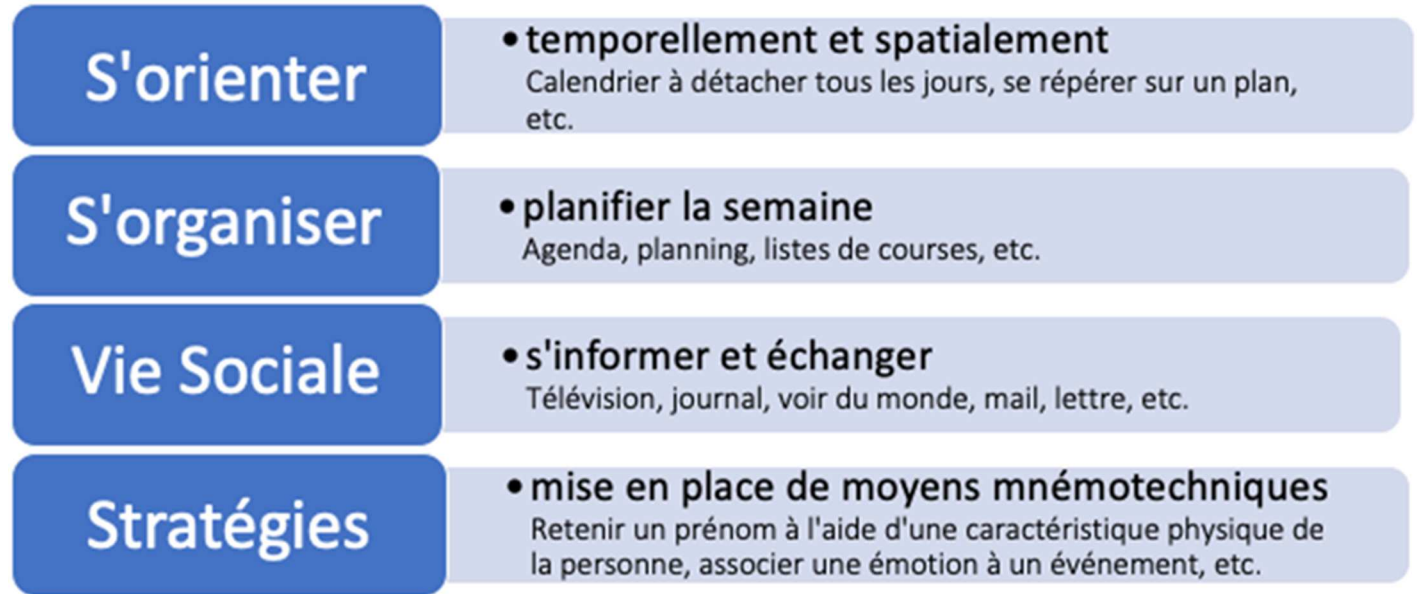 S'orienter
•temporellement et spatialement
Calendrier à détacher tous les jours, se répérer sur un plan,
etc.
S'organiser
•planifier la semaine
Agenda, planning, listes de courses, etc.
Vie Sociale
•s'informer et échanger
Télévision, journal, voir du monde, mail, lettre, etc.
Stratégies
•mise en place de moyens mnémotechniques
Retenir un prénom à l'aide d'une caractéristique physique de
la personne, associer une émotion à un événement, etc.